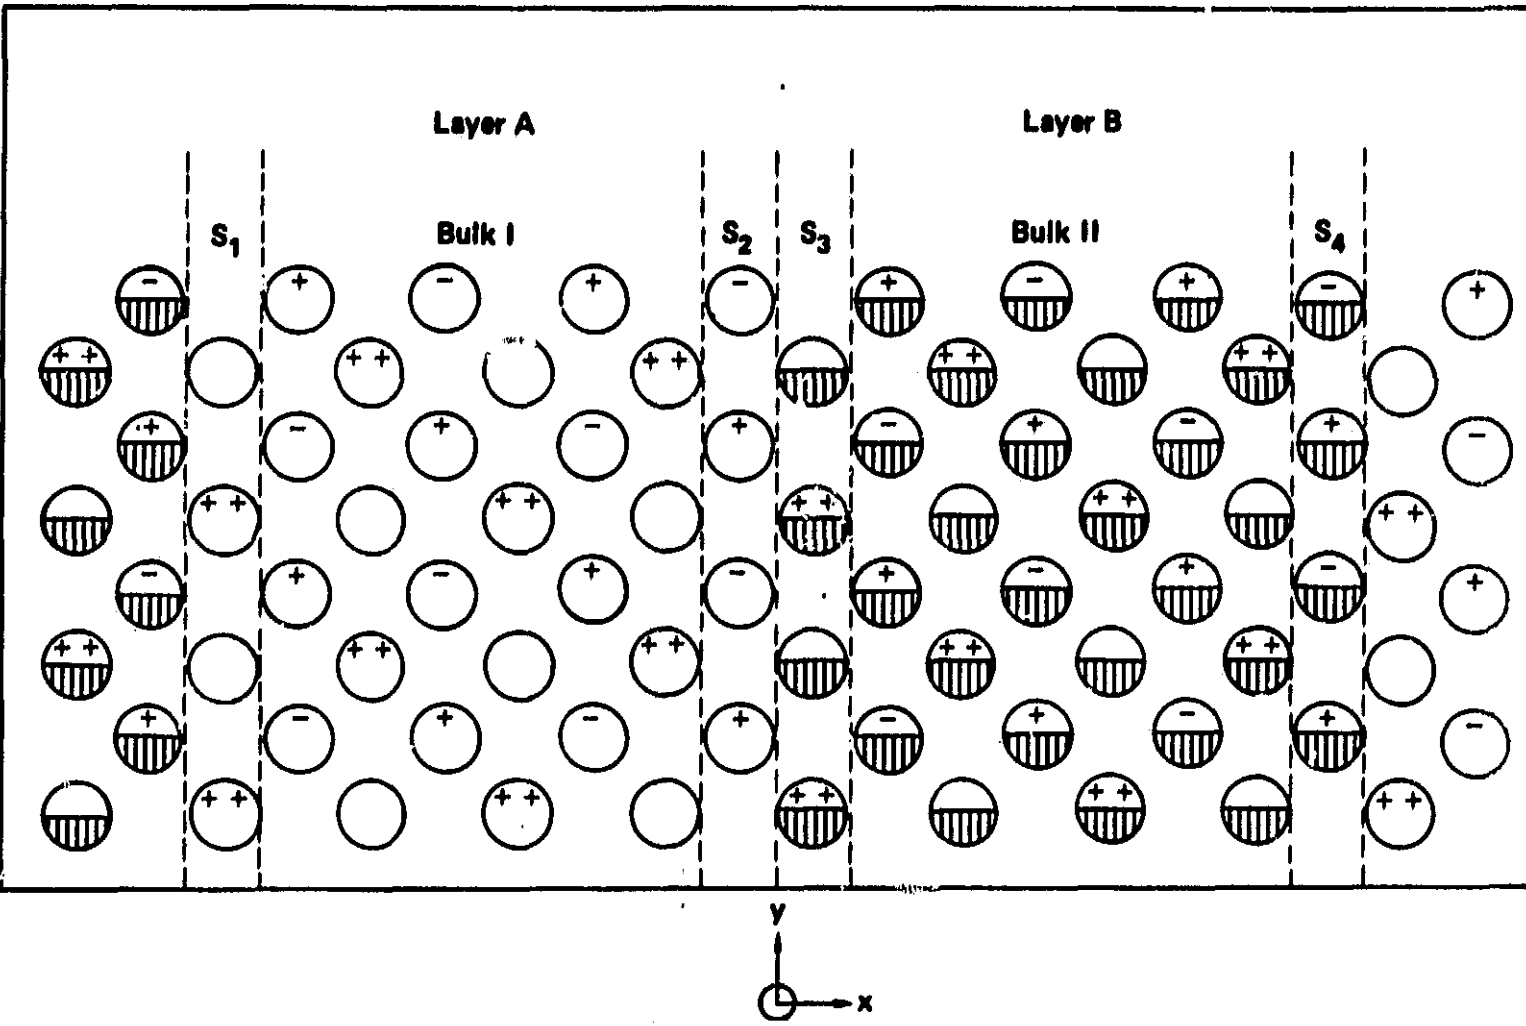 Layer A
Layer B
S1
Bulk I
S2
S3
Bulk II
S4
- + - + - + - + - +
+ + + + + + + + + +
+ - + - + - + - + -
+ + + + + + + + + +
- + - + - + - + - +
+ + + + + + + + + +
+ - + - + - + - + -
+ + + + + + + + + +
y
x